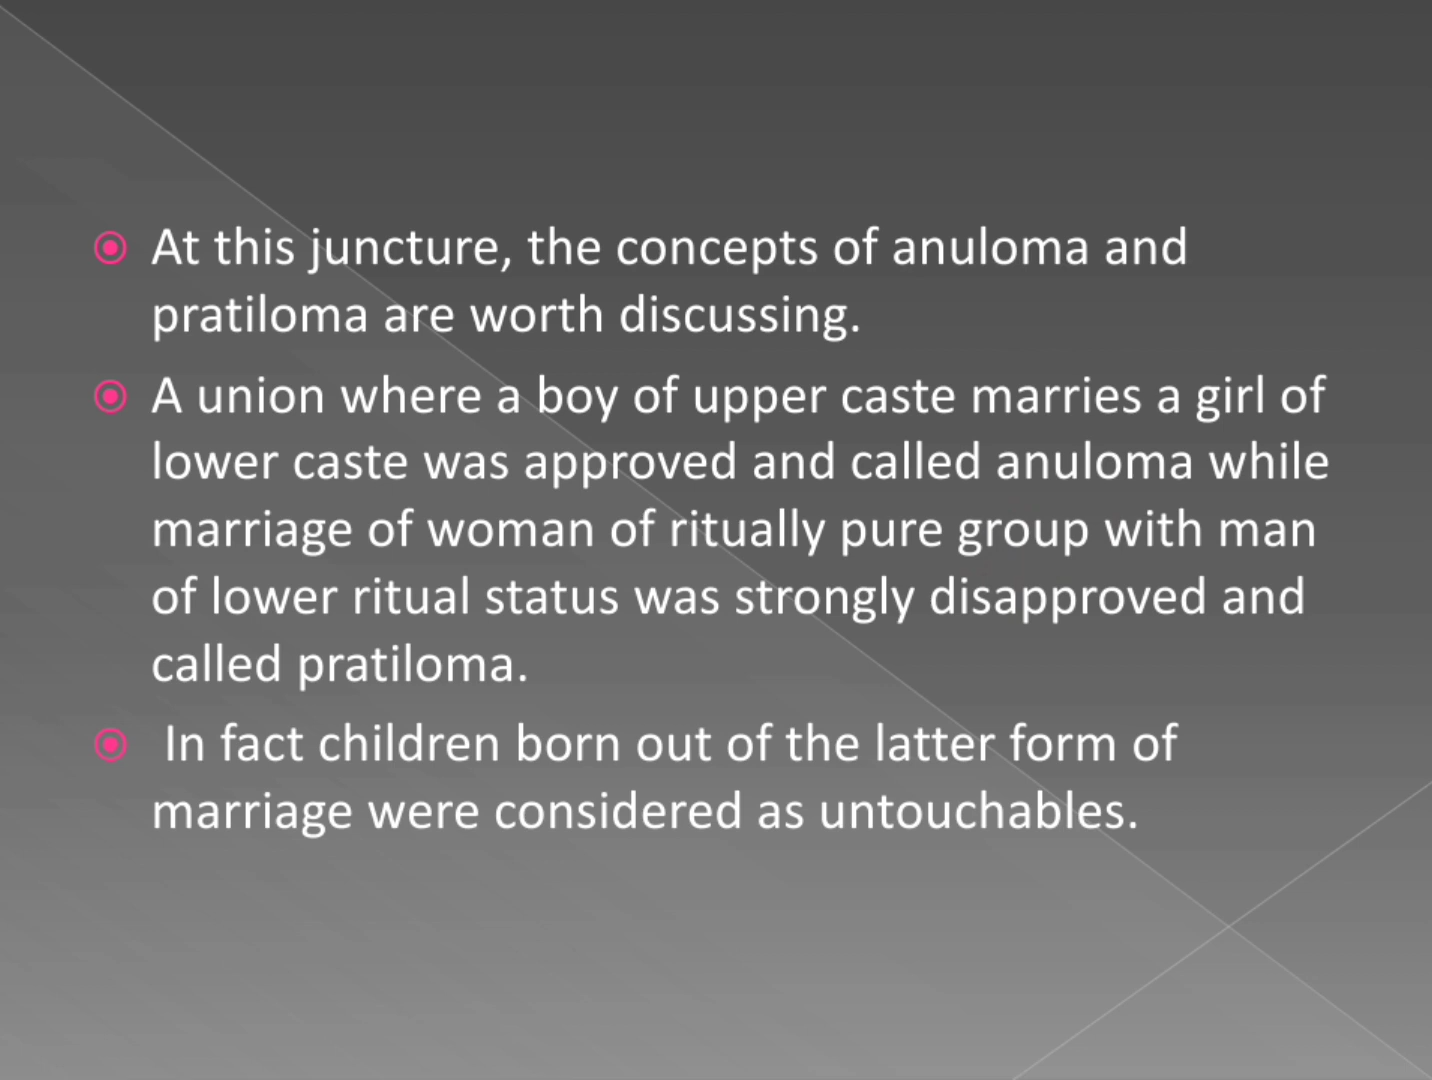 At this juncture, the concepts of anuloma and
pratiloma are worth discussing.
A union where a boy of upper caste marries a girl of
lower caste was approved and called anuloma while
marriage of woman of ritually pure group with man
of lower ritual status was strongly disapproved and
called pratiloma.
In fact children born out of the latter form of
marriage were considered as untouchables.